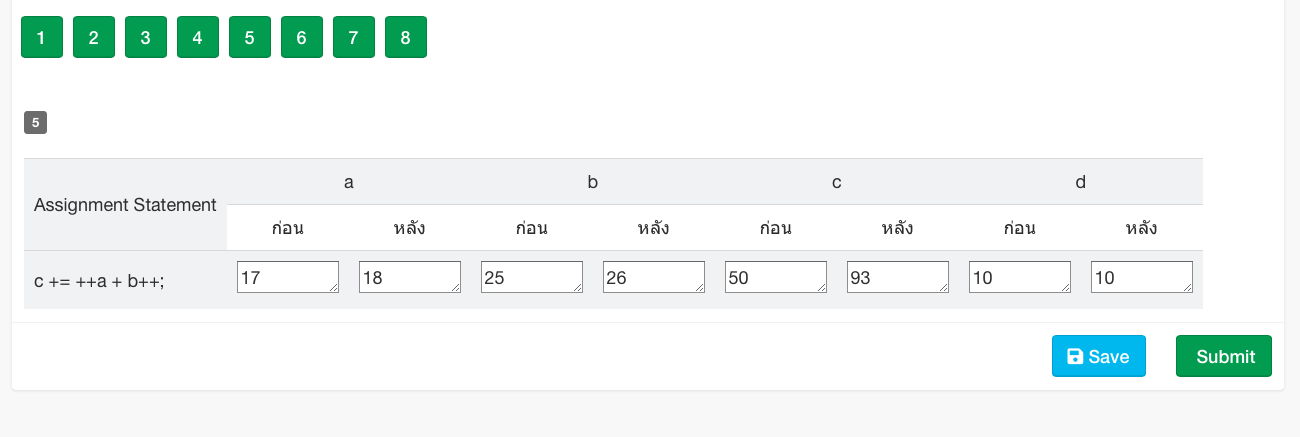 1 2 3 4 5 6 7 8
5
Assignment Statement a b c d
ก่อน หลัง ก่อน หลัง ก่อน หลัง ก่อน หลัง
c += ++a + b++; 17 18 25 26 50 93 10 10
Save Submit